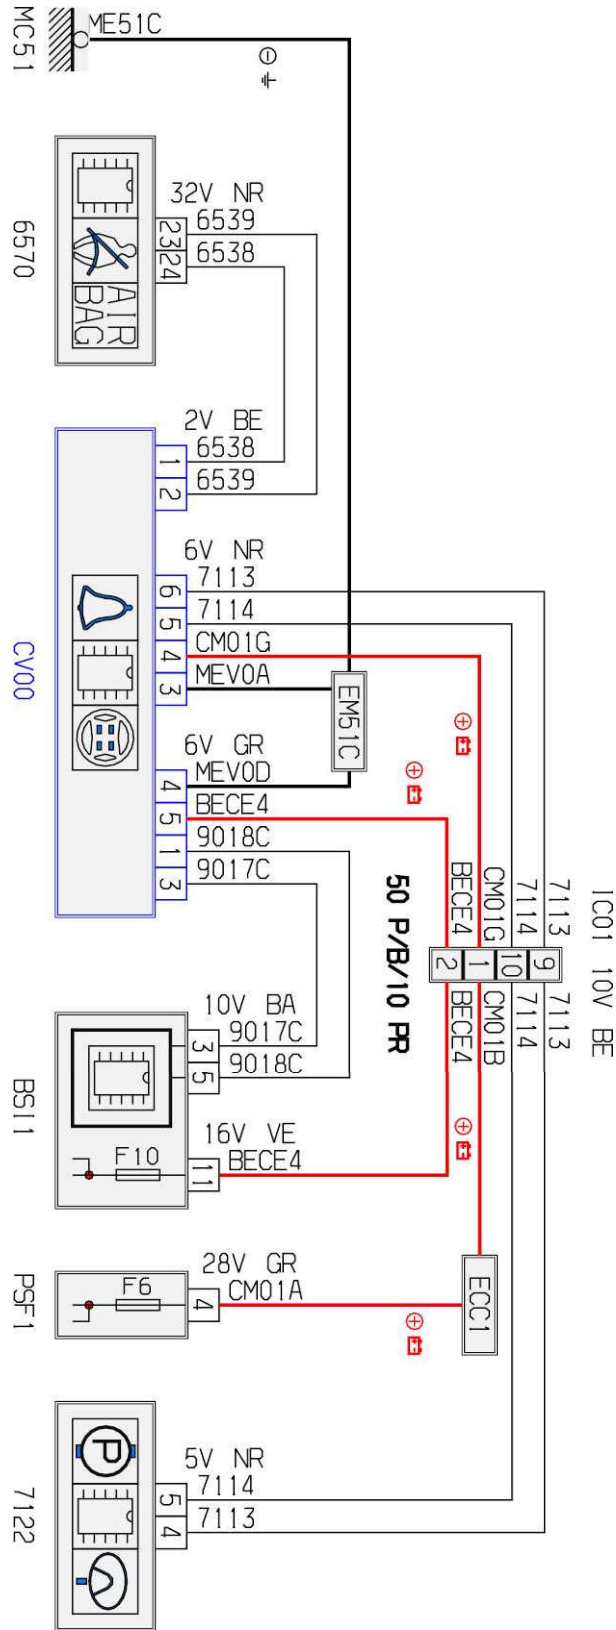 MC51
ME51C
6570
32V NR
6539
6538
23
24
AIR
BAG
2V BE
6538
6539
1
2
CV00
6V NR
7113
7114
CM01G
MEV0A
6
5
4
3
EM51C
6V GR
MEV0D
BECE4
9018C
9017C
4
5
1
3
50 P/B/10 PR
IC01 10V BE
7113
7114
CM01G
BECE4
9
10
1
2
7113
7114
CM01B
BECE4
BSI1
10V BA
9017C
9018C
3
5
16V VE
BECE4
11
F10
PSF1
28V GR
CM01A
4
F6
ECC1
7122
5V NR
7114
7113
5
4
P